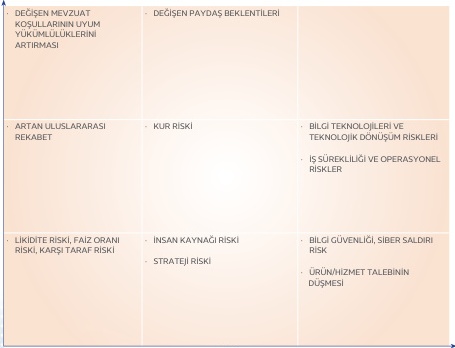 · DEĞİŞEN MEVZUAT
KOŞULLARININ UYUM
YÜKÜMLÜLÜKLERİNİ
ARTIRMASI
· DEĞİŞEN PAYDAŞ BEKLENTİLERİ
· ARTAN ULUSLARARASI
REKABET
· KUR RİSKİ
· BİLGİ TEKNOLOJİLERİ VE
TEKNOLOJİK DÖNÜŞÜM RİSKLERİ
· İŞ SÜREKLİLİĞİ VE OPERASYONEL
RİSKLER
· LİKİDİTE RİSKİ, FAİZ ORANI
RİSKİ, KARŞI TARAF RİSKİ
· İNSAN KAYNAĞI RİSKİ
· STRATEJİ RİSKİ
· BİLGİ GÜVENLİĞİ, SİBER SALDIRI
RİSK
· ÜRÜN/HİZMET TALEBİNİN
DÜŞMESİ